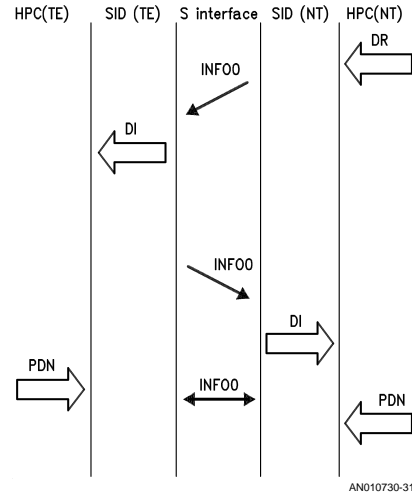 HPC(TE) SID (TE) S interface SID (NT) HPC(NT)
DR
INFO0
DI
INFO0
DI
PDN
INFO0
PDN
AN010730-31